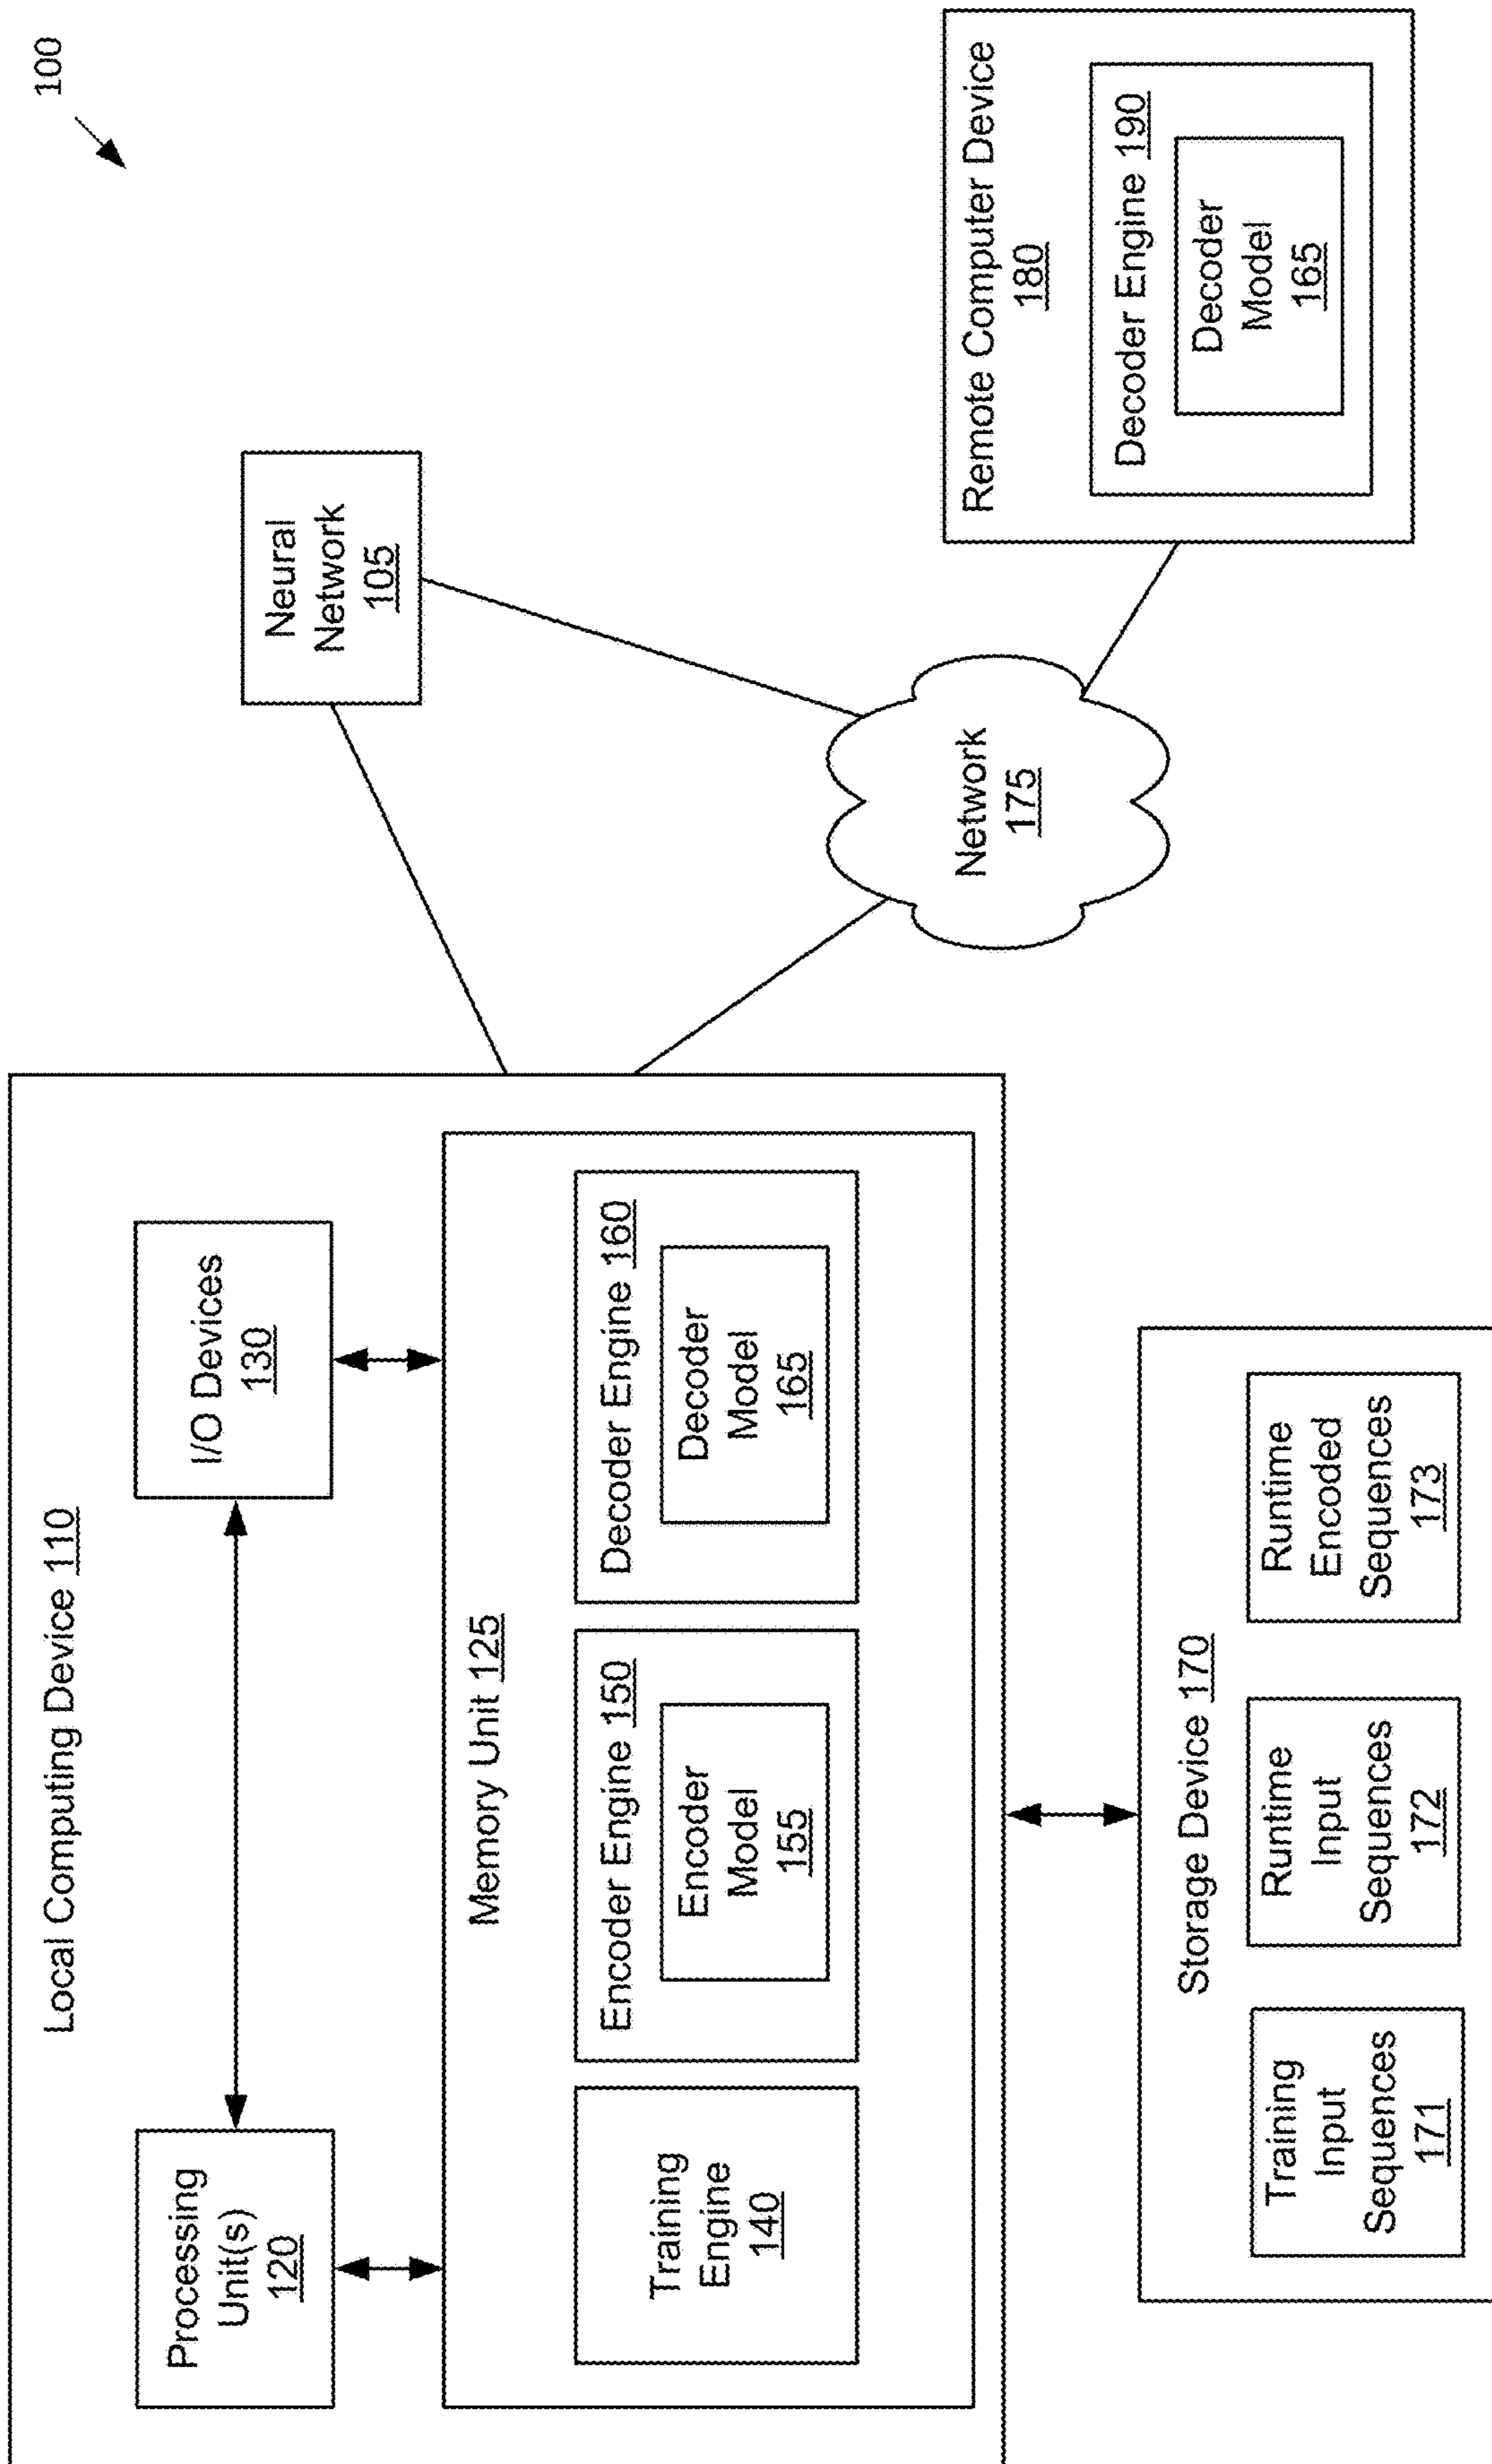 100
Local Computing Device 110
Processing
Unit(s)
120
I/O Devices
130
Memory Unit 125
Training
Engine
140
Encoder Engine 150
Encoder
Model
155
Decoder Engine 160
Decoder
Model
165
Neural
Network
105
Network
175
Remote Computer Device
180
Decoder Engine 190
Decoder
Model
165
Storage Device 170
Training
Input
Sequences
171
Runtime
Input
Sequences
172
Runtime
Encoded
Sequences
173